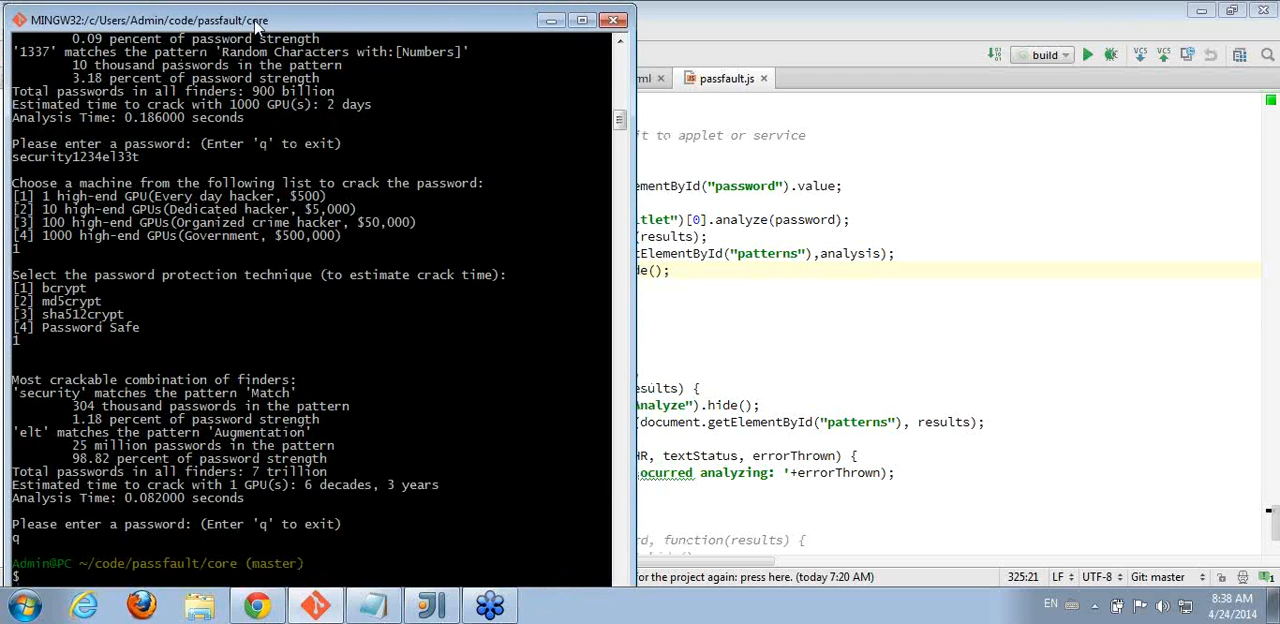 MINGW32:/c/Users/Admin/code/passfault/core
0.09 percent of password strength
'1337' matches the pattern 'Random Characters with:[Numbers]'
10 thousand passwords in the pattern
3.18 percent of password strength
Total passwords in all finders: 900 billion
Estimated time to crack with 1000 GPU(s): 2 days
Analysis Time: 0.186000 seconds
Please enter a password: (Enter 'q' to exit)
security1234el33t
Choose a machine from the following list to crack the password:
[1] 1 high-end GPU(Every day hacker, $500)
[2] 10 high-end GPUs(Dedicated hacker, $5,000)
[3] 100 high-end GPUs(Organized crime hacker, $50,000)
[4] 1000 high-end GPUs(Government, $500,000)
1
Select the password protection technique (to estimate crack time):
[1] bcrypt
[2] md5crypt
[3] sha512crypt
[4] Password Safe
1
Most crackable combination of finders:
'security' matches the pattern 'Match'
304 thousand passwords in the pattern
1.18 percent of password strength
'elt' matches the pattern 'Augmentation'
25 million passwords in the pattern
98.82 percent of password strength
Total passwords in all finders: 7 trillion
Estimated time to crack with 1 GPU(s): 6 decades, 3 years
Analysis Time: 0.082000 seconds
Please enter a password: (Enter 'q' to exit)
q
Admin@PC ~/code/passfault/core (master)
$
build
ml passfault.js
it to applet or service
ementById("password").value;
tlet")[0].analyze(password);
(results);
tElementById("patterns"),analysis);
de();
esults) {
Analyze").hide();
(document.getElementById("patterns"), results);
HR, textStatus, errorThrown) {
ocurred analyzing: '+errorThrown);
rd, function(results) {
for the project again: press here. (today 7:20 AM) 325:21 LF UTF-8 Git: master
EN 8:38 AM
4/24/2014